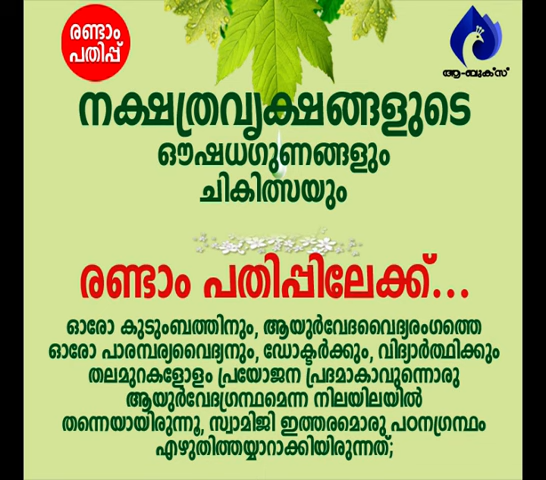 രണ്ടാം
പതിപ്പ്
ആ-ബുക്സ്
നക്ഷത്രവൃക്ഷങ്ങളുടെ
ഔഷധഗുണങ്ങളും
ചികിത്സയും
രണ്ടാം പതിപ്പിലേക്ക്...
ഓരോ കുടുംബത്തിനും, ആയുർവേദവൈദ്യരംഗത്തെ
ഓരോ പാരമ്പര്യവൈദ്യനും, ഡോക്ടർക്കും, വിദ്യാർത്ഥിക്കും
തലമുറകളോളം പ്രയോജന പ്രദമാകാവുന്നൊരു
ആയുർവേദഗ്രന്ഥമെന്ന നിലയിലയിൽ
തന്നെയായിരുന്നൂ, സ്വാമിജി ഇത്തരമൊരു പഠനഗ്രന്ഥം
എഴുതിത്തയ്യാറാക്കിയിരുന്നത്;